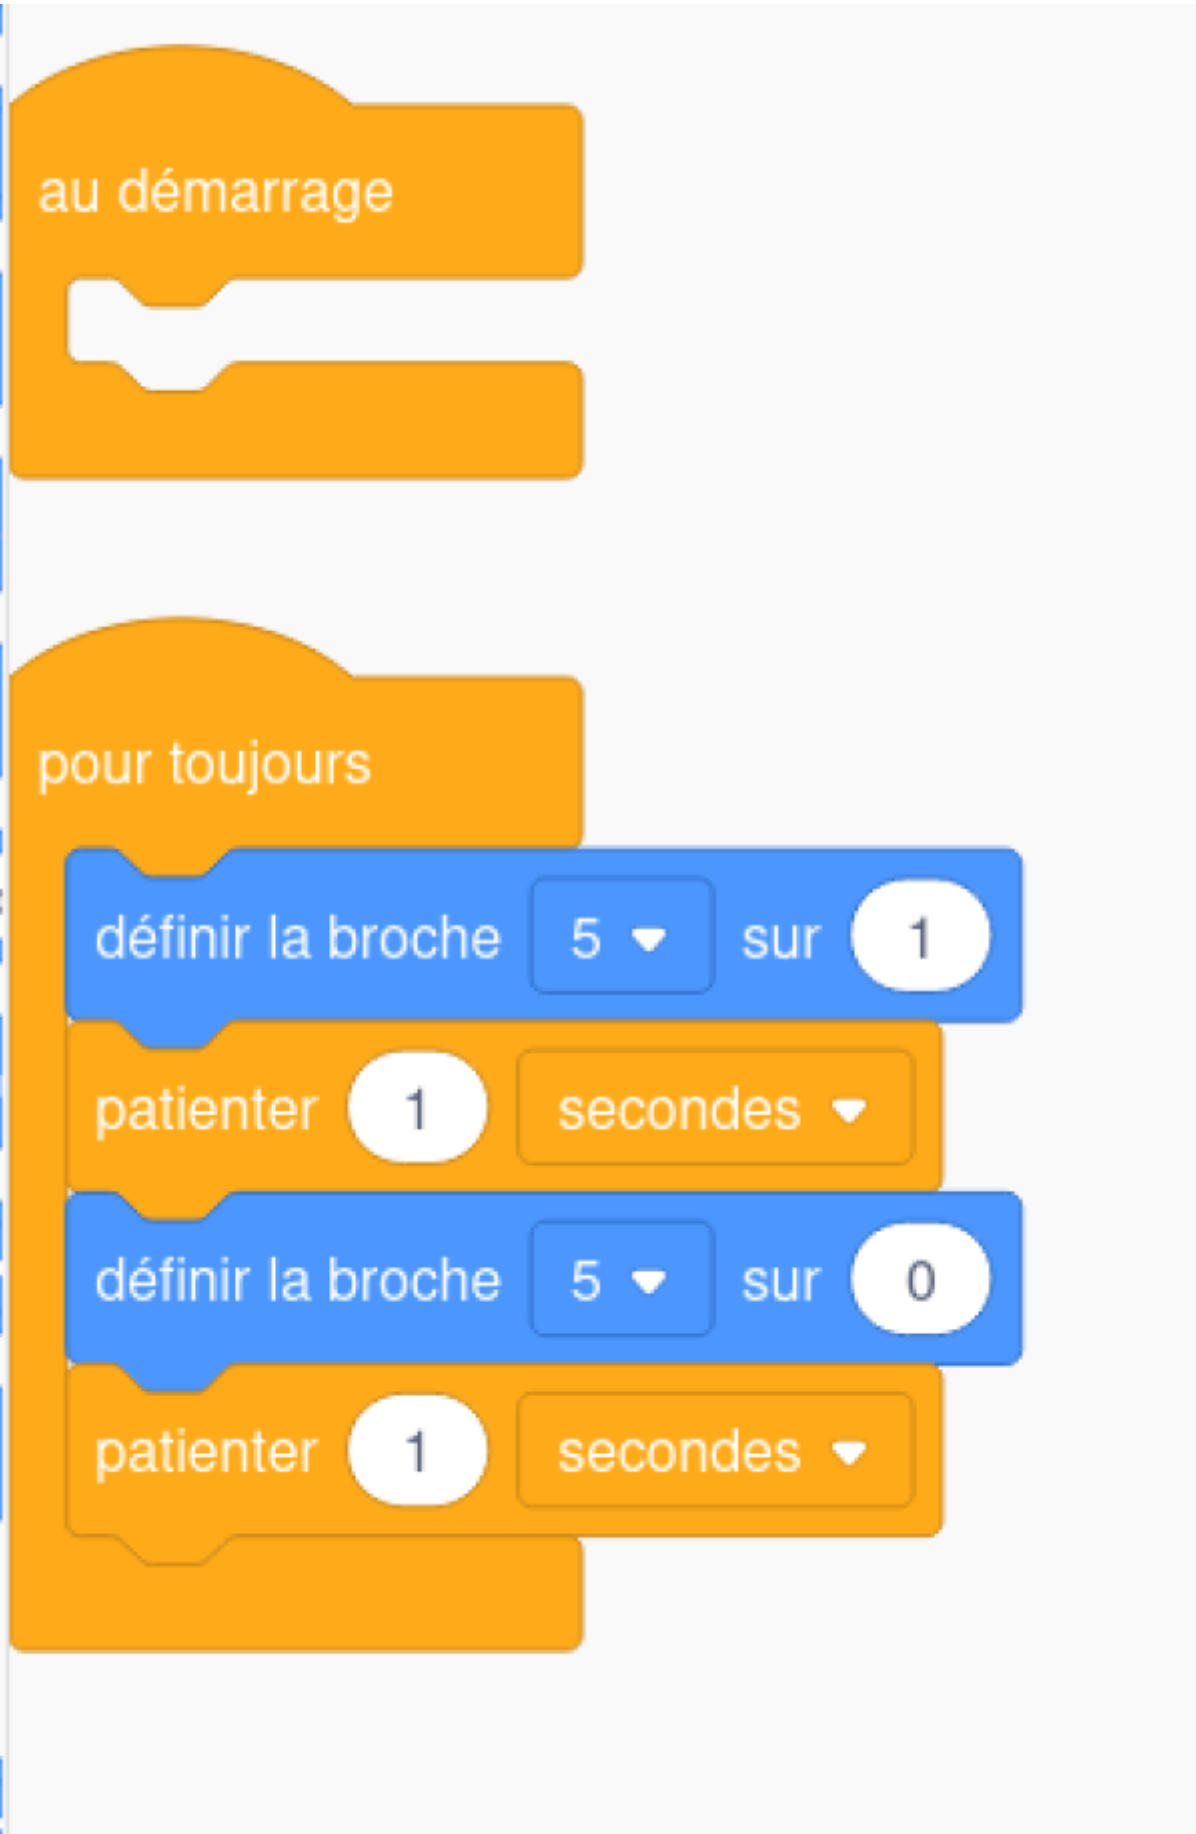 au démarrage
pour toujours
définir la broche 5 sur 1
patienter 1 secondes
définir la broche 5 sur 0
patienter 1 secondes